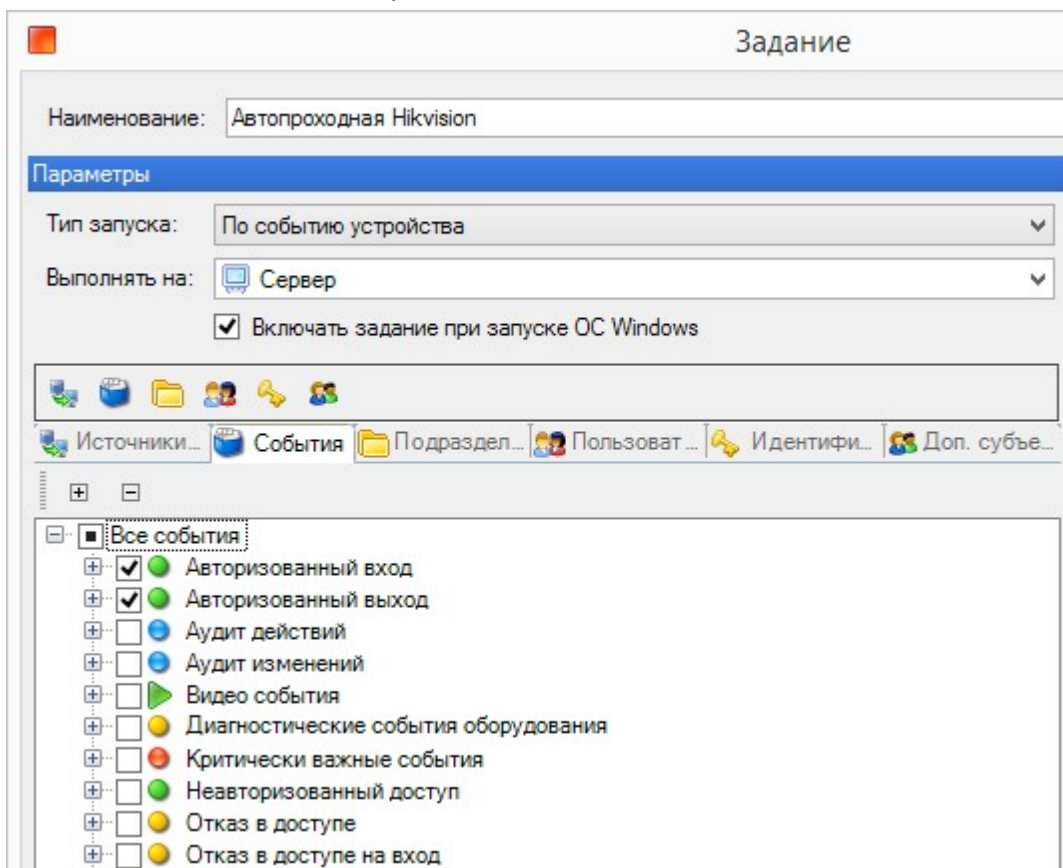 Задание
Наименование: Автопроходная Hikvision
Параметры
Тип запуска: По событию устройства
Выполнять на: Сервер
Включать задание при запуске ОС Windows
Источники... События Подраздел... Пользоват... Идентифи... Доп. субъе...
Все события
Авторизованный вход
Авторизованный выход
Аудит действий
Аудит изменений
Видео события
Диагностические события оборудования
Критически важные события
Неавторизованный доступ
Отказ в доступе
Отказ в доступе на вход